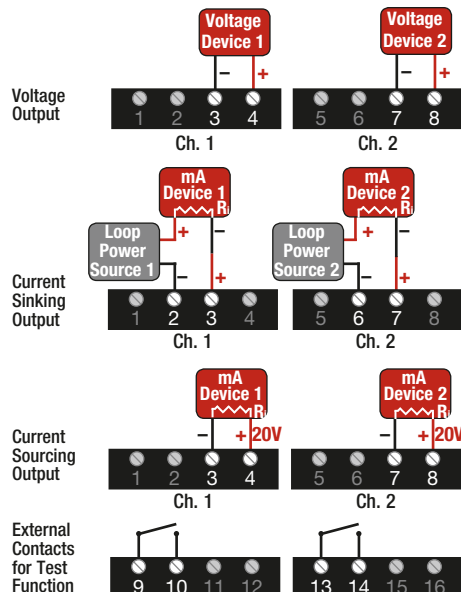 Voltage Device 1
Voltage Device 2
– +
– +
Voltage Output
1 2 3 4
5 6 7 8
Ch. 1
Ch. 2
mA Device 1
Ri
mA Device 2
Ri
Loop Power Source 1
+ –
– +
Loop Power Source 2
+ –
– +
Current Sinking Output
1 2 3 4
5 6 7 8
Ch. 1
Ch. 2
mA Device 1
Ri
mA Device 2
Ri
– + 20V
– + 20V
Current Sourcing Output
1 2 3 4
5 6 7 8
Ch. 1
Ch. 2
External Contacts for Test Function
9 10 11 12
13 14 15 16